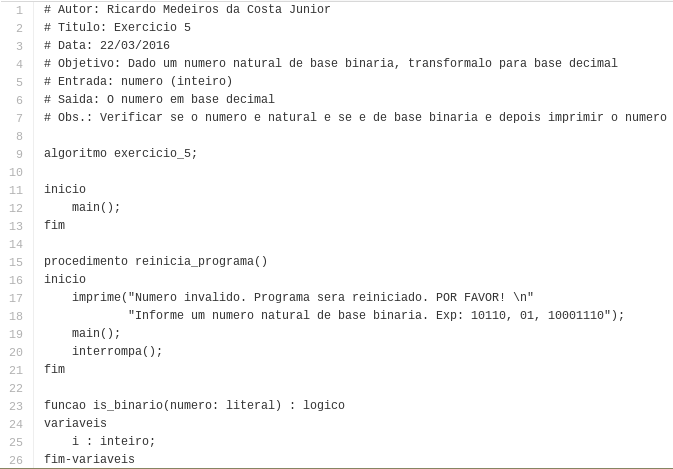 1 # Autor: Ricardo Medeiros da Costa Junior
2 # Titulo: Exercicio 5
3 # Data: 22/03/2016
4 # Objetivo: Dado um numero natural de base binaria, transformalo para base decimal
5 # Entrada: numero (inteiro)
6 # Saida: O numero em base decimal
7 # Obs.: Verificar se o numero e natural e se e de base binaria e depois imprimir o numero
8
9 algoritmo exercicio_5;
10
11 inicio
12     main();
13 fim
14
15 procedimento reinicia_programa()
16 inicio
17     imprime("Numero invalido. Programa sera reiniciado. POR FAVOR! \n"
18             "Informe um numero natural de base binaria. Exp: 10110, 01, 10001110");
19     main();
20     interrompa();
21 fim
22
23 funcao is_binario(numero: literal) : logico
24 variaveis
25     i : inteiro;
26 fim-variaveis